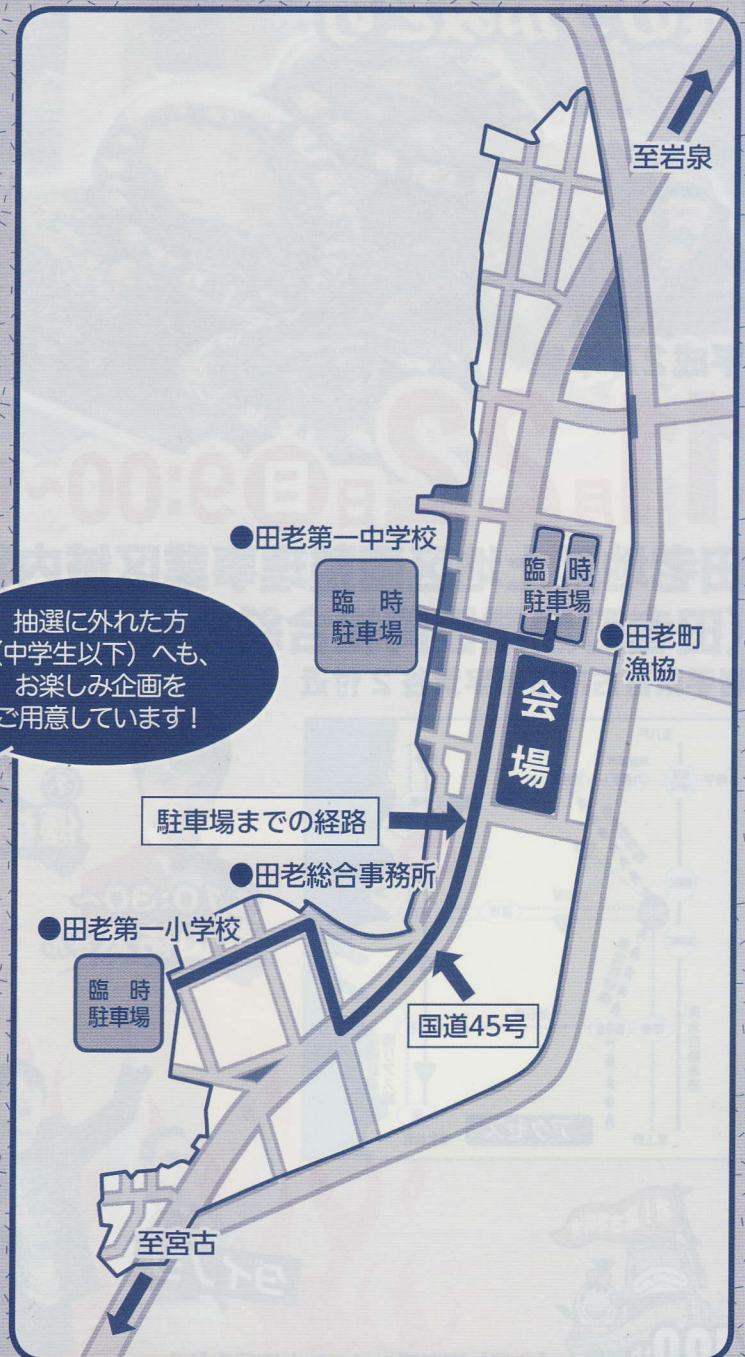 至岩泉
●田老第一中学校
臨 時
駐車場
臨 時
駐車場
●田老町
漁協
抽選に外れた方
（中学生以下）へも、
お楽しみ企画を
ご用意しています！
会
場
駐車場までの経路
●田老総合事務所
●田老第一小学校
臨 時
駐車場
国道45号
至宮古